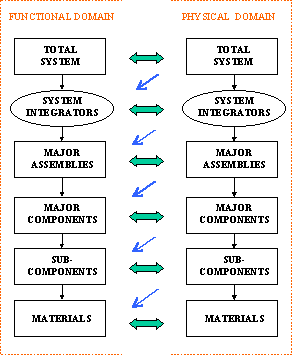 FUNCTIONAL DOMAIN
TOTAL
SYSTEM
SYSTEM
INTEGRATORS
MAJOR
ASSEMBLIES
MAJOR
COMPONENTS
SUB-
COMPONENTS
MATERIALS
PHYSICAL DOMAIN
TOTAL
SYSTEM
SYSTEM
INTEGRATORS
MAJOR
ASSEMBLIES
MAJOR
COMPONENTS
SUB-
COMPONENTS
MATERIALS